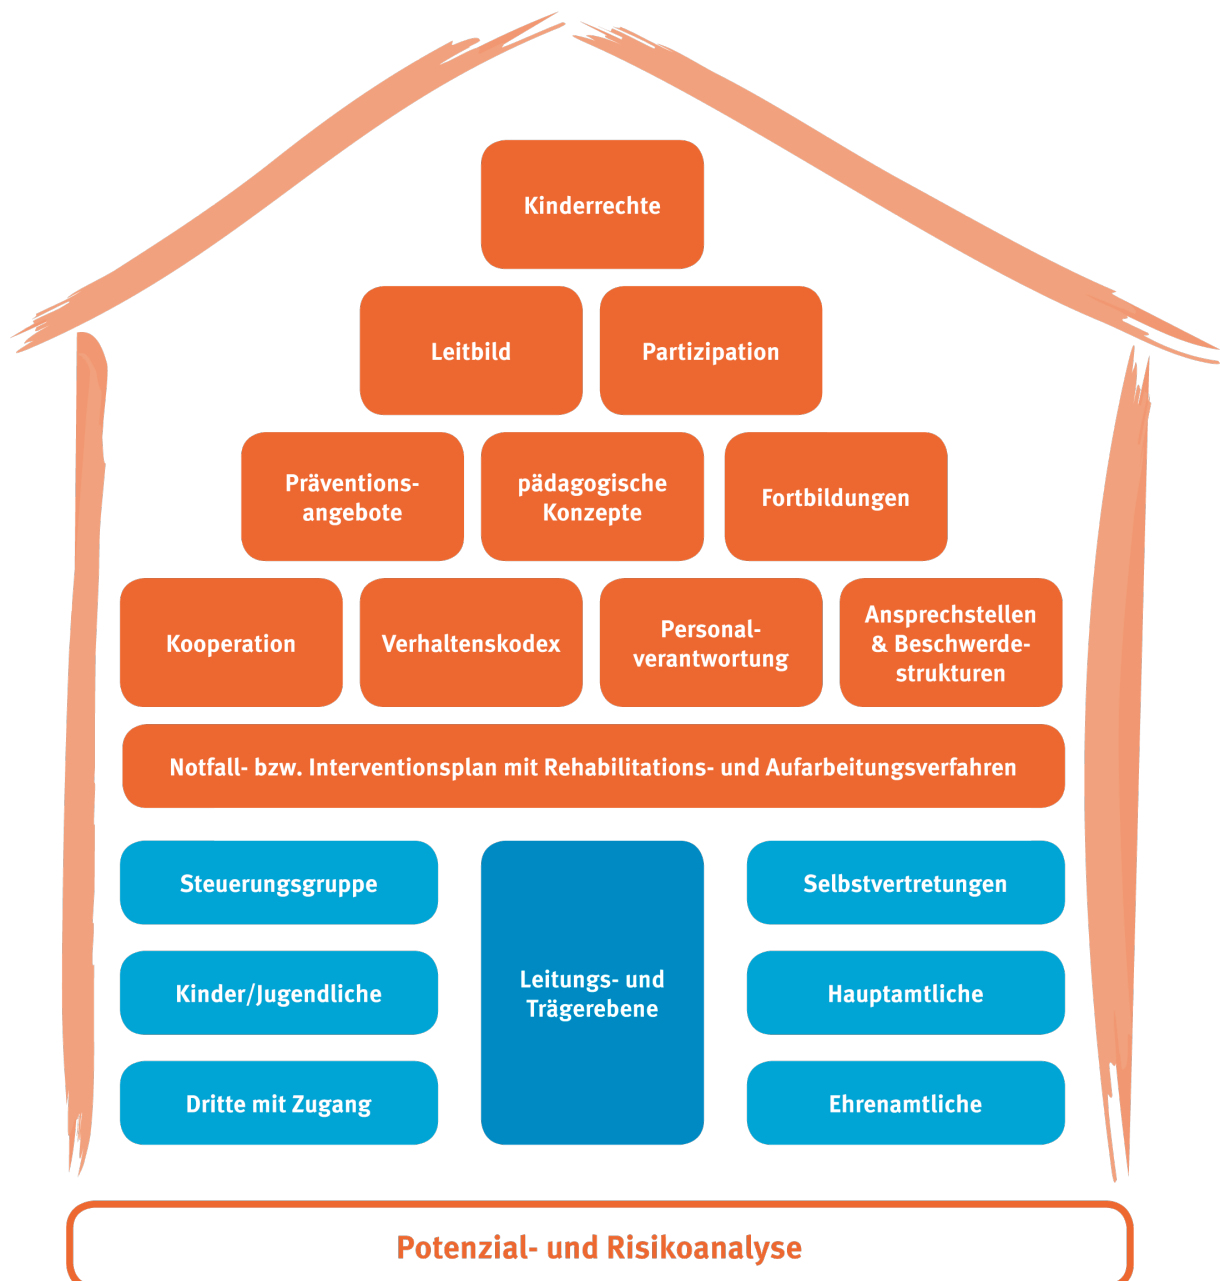 Kinderrechte
Leitbild
Partizipation
Präventions-
angebote
pädagogische
Konzepte
Fortbildungen
Kooperation
Verhaltenskodex
Personal-
verantwortung
Ansprechstellen
& Beschwerde-
strukturen
Notfall- bzw. Interventionsplan mit Rehabilitations- und Aufarbeitungsverfahren
Steuerungsgruppe
Kinder/Jugendliche
Dritte mit Zugang
Leitungs- und
Trägerebene
Selbstvertretungen
Hauptamtliche
Ehrenamtliche
Potenzial- und Risikoanalyse